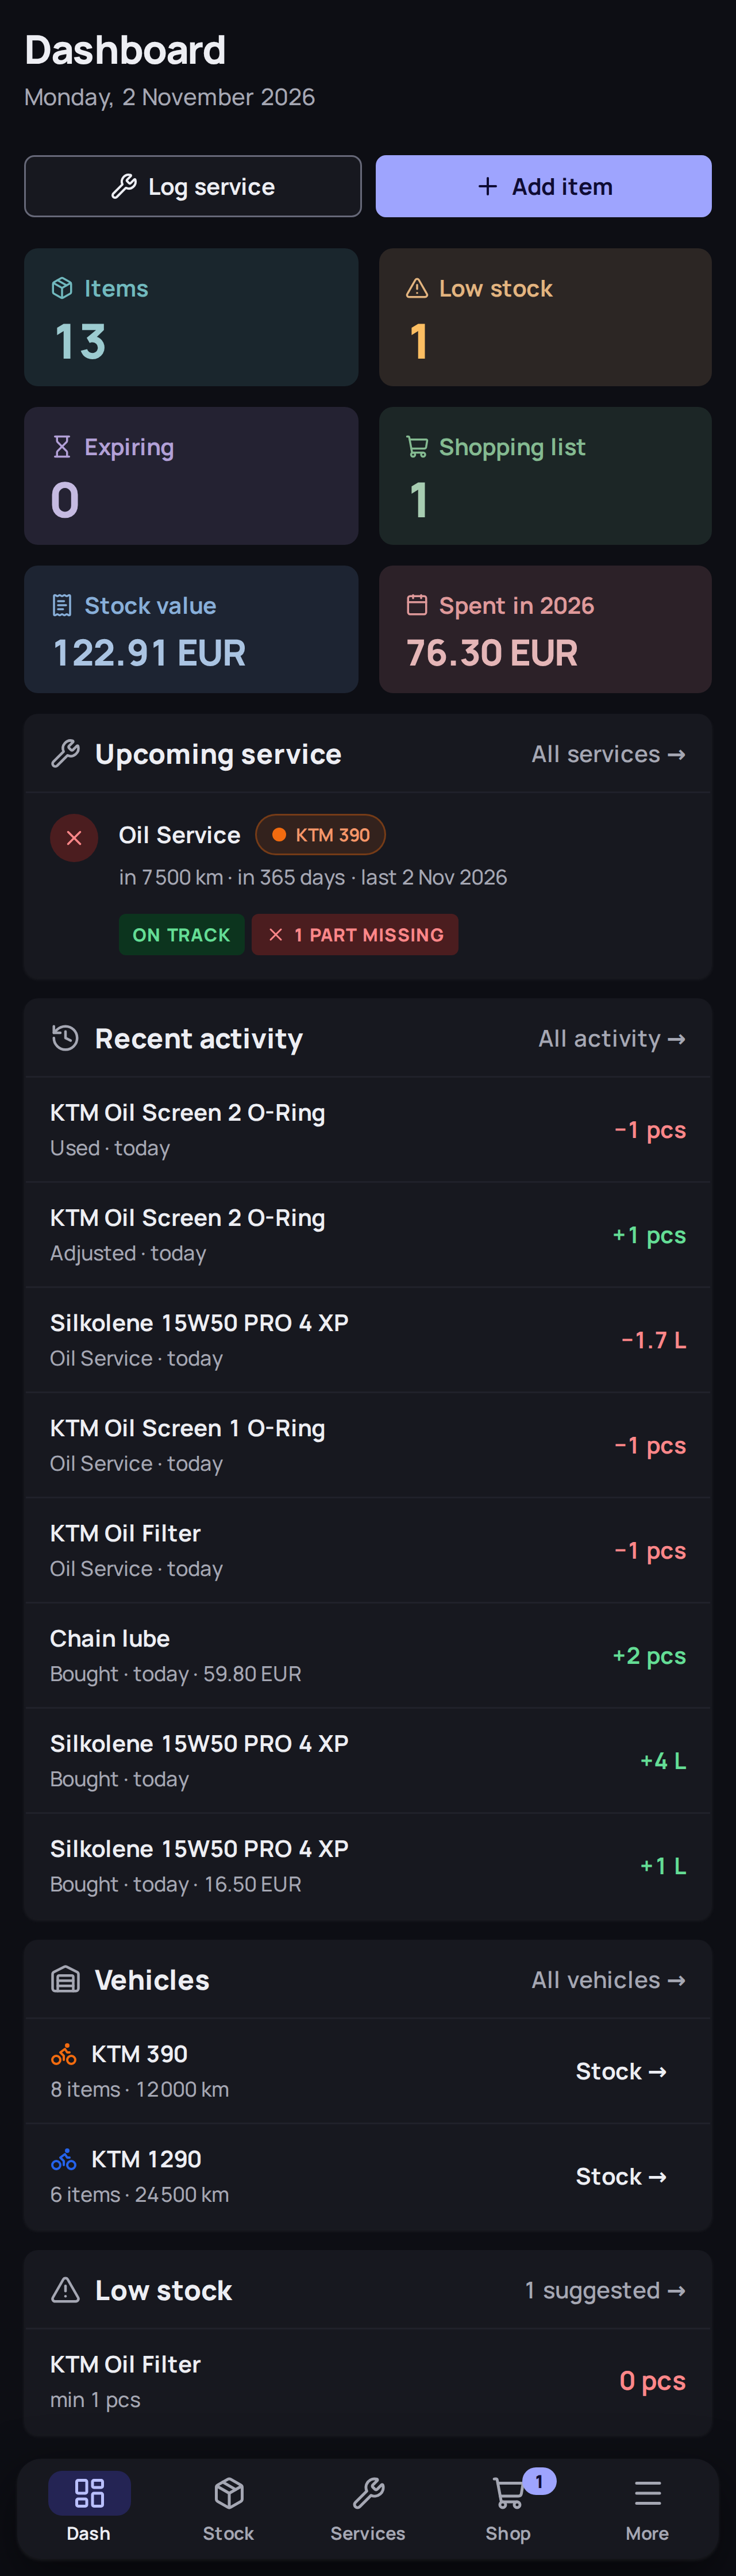 Dashboard
Monday, 2 November 2026
Log service
Add item
Items
13
Low stock
1
Expiring
0
Shopping list
1
Stock value
122.91 EUR
Spent in 2026
76.30 EUR
Upcoming service
All services →
Oil Service
KTM 390
in 7 500 km · in 365 days · last 2 Nov 2026
ON TRACK
1 PART MISSING
Recent activity
All activity →
KTM Oil Screen 2 O-Ring
−1 pcs
Used · today
KTM Oil Screen 2 O-Ring
+1 pcs
Adjusted · today
Silkolene 15W50 PRO 4 XP
−1.7 L
Oil Service · today
KTM Oil Screen 1 O-Ring
−1 pcs
Oil Service · today
KTM Oil Filter
−1 pcs
Oil Service · today
Chain lube
+2 pcs
Bought · today · 59.80 EUR
Silkolene 15W50 PRO 4 XP
+4 L
Bought · today
Silkolene 15W50 PRO 4 XP
+1 L
Bought · today · 16.50 EUR
Vehicles
All vehicles →
KTM 390
Stock →
8 items · 12 000 km
KTM 1290
Stock →
6 items · 24 500 km
Low stock
1 suggested →
KTM Oil Filter
0 pcs
min 1 pcs
1
Dash
Stock
Services
Shop
More